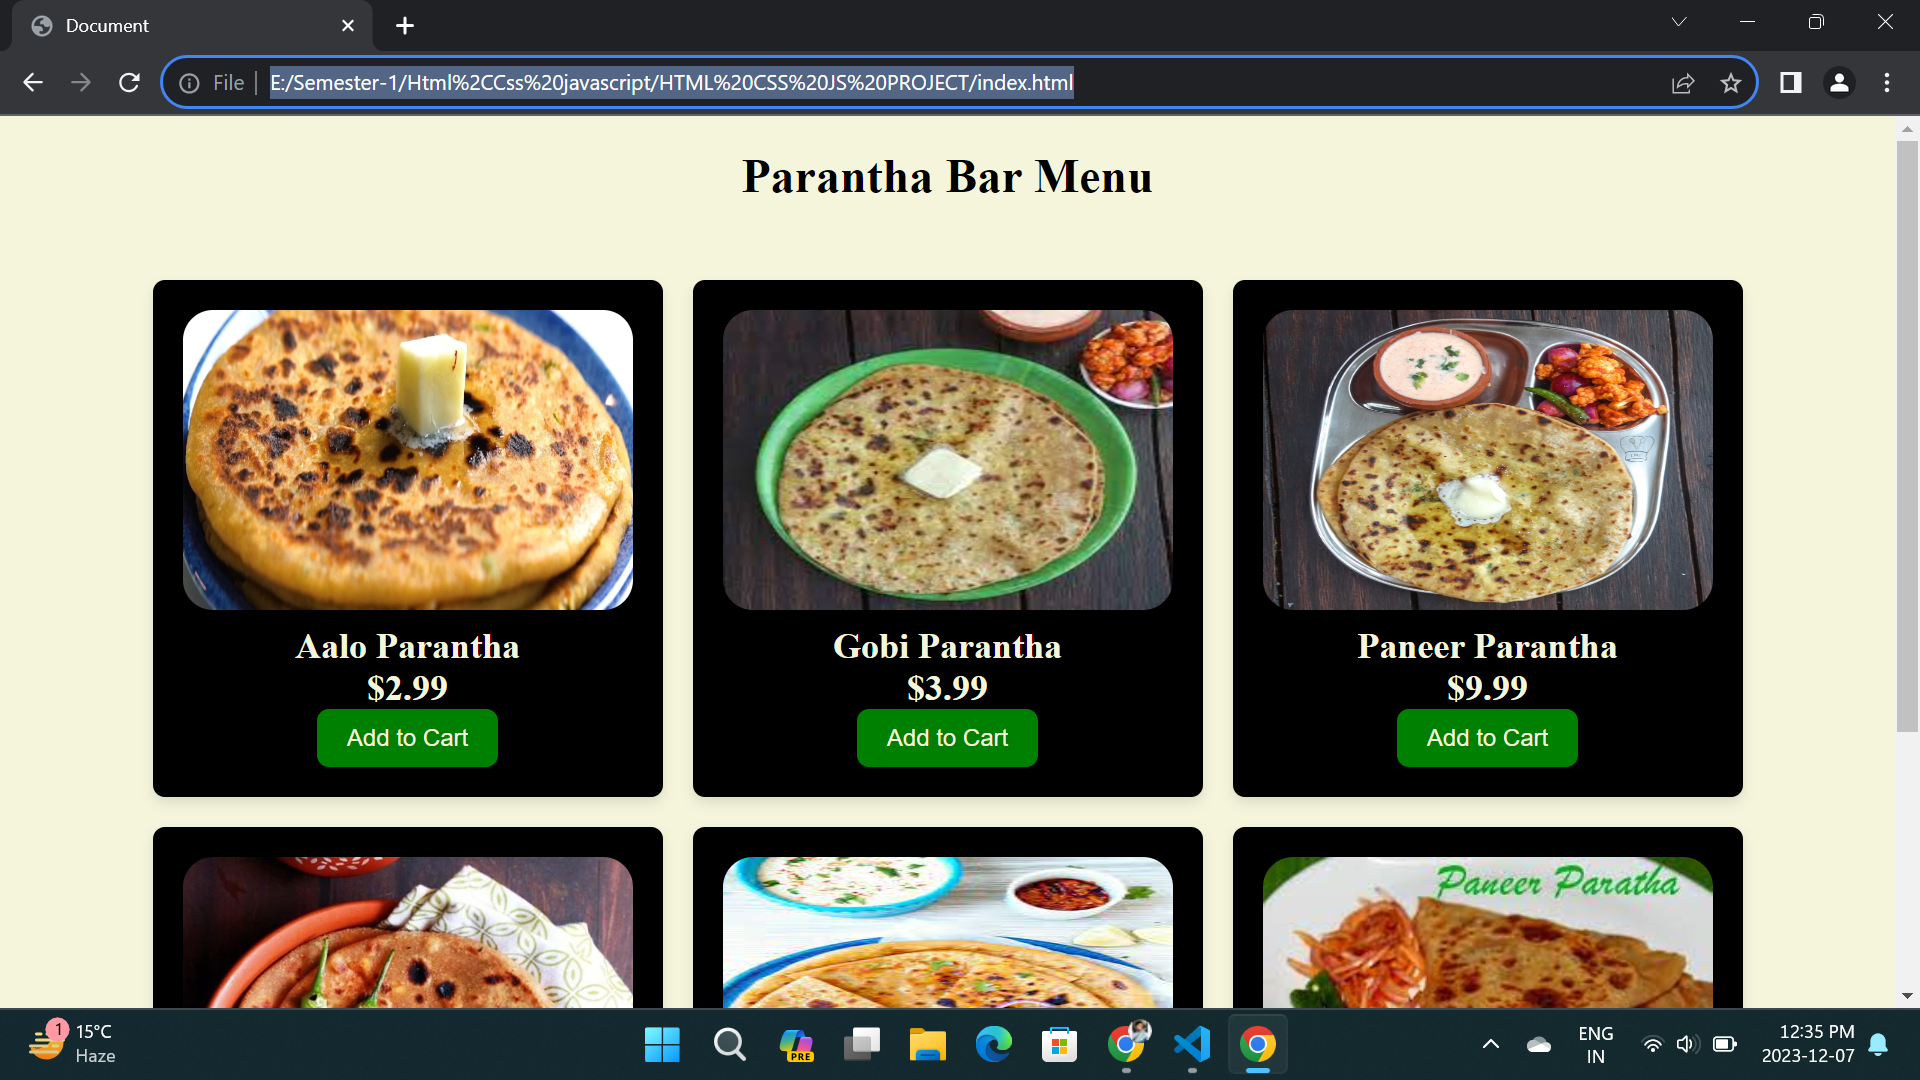 Document
File
E:/Semester-1/Html%2CCss%20javascript/HTML%20CSS%20JS%20PROJECT/index.html
Parantha Bar Menu
Aalo Parantha
$2.99
Add to Cart
Gobi Parantha
$3.99
Add to Cart
Paneer Parantha
$9.99
Add to Cart
Paneer Paratha
1
15°C
Haze
PRE
ENG
IN
12:35 PM
2023-12-07